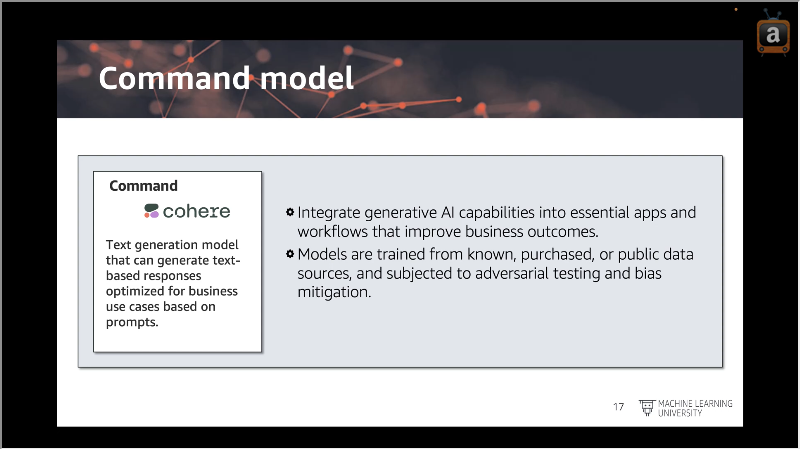 Command model
a
Command
cohere
Text generation model
that can generate text-
based responses
optimized for business
use cases based on
prompts.
Integrate generative AI capabilities into essential apps and
workflows that improve business outcomes.
Models are trained from known, purchased, or public data
sources, and subjected to adversarial testing and bias
mitigation.
17
MACHINE LEARNING
UNIVERSITY